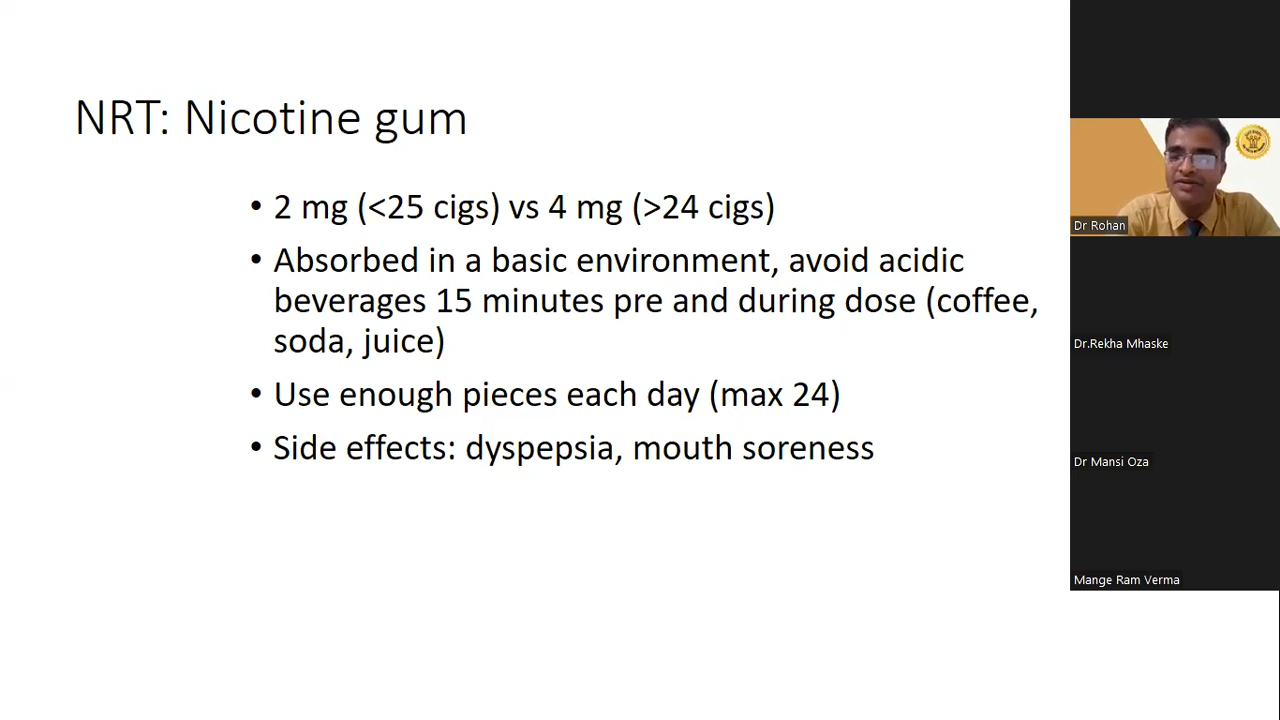 NRT: Nicotine gum
• 2 mg (<25 cigs) vs 4 mg (>24 cigs)
• Absorbed in a basic environment, avoid acidic
beverages 15 minutes pre and during dose (coffee,
soda, juice)
• Use enough pieces each day (max 24)
• Side effects: dyspepsia, mouth soreness
Dr Rohan
Dr.Rekha Mhaske
Dr Mansi Oza
Mange Ram Verma